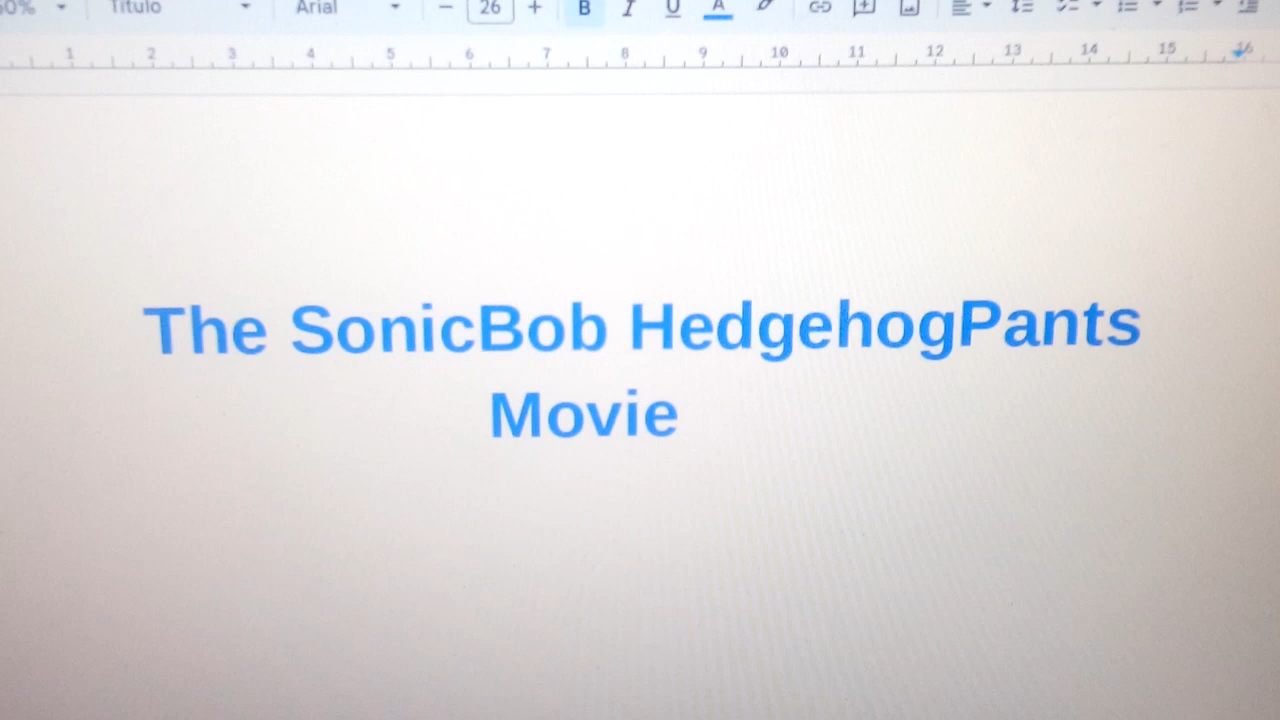 Título Arial 26 B I U A
1 2 3 4 5 6 7 8 9 10 11 12 13 14 15 16
The SonicBob HedgehogPants
Movie